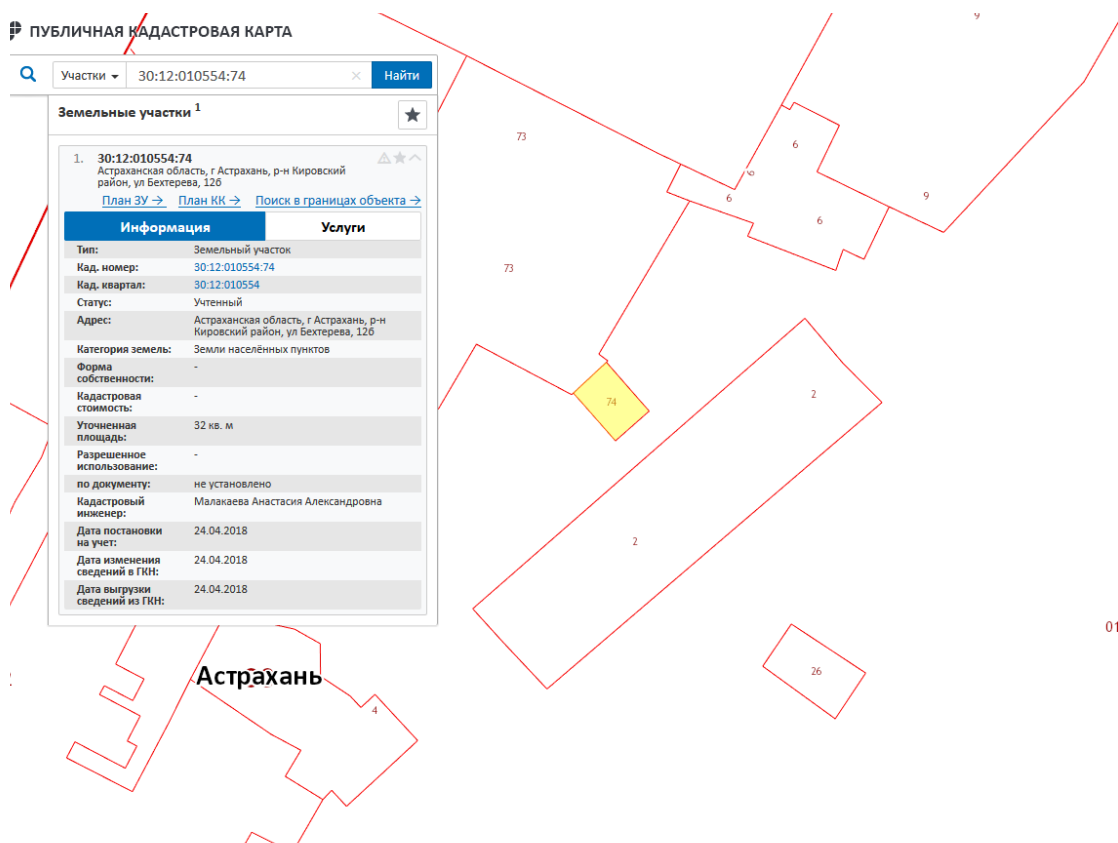 ПУБЛИЧНАЯ КАДАСТРОВАЯ КАРТА
Участки 30:12:010554:74 × Найти
Земельные участки 1
1. 30:12:010554:74
Астраханская область, г Астрахань, р-н Кировский
район, ул Бехтерева, 12б
План ЗУ → План КК → Поиск в границах объекта →
Информация Услуги
Тип: Земельный участок
Кад. номер: 30:12:010554:74
Кад. квартал: 30:12:010554
Статус: Учтенный
Адрес: Астраханская область, г Астрахань, р-н
Кировский район, ул Бехтерева, 12б
Категория земель: Земли населённых пунктов
Форма
собственности: -
Кадастровая
стоимость: -
Уточненная
площадь: 32 кв. м
Разрешенное
использование: -
по документу: не установлено
Кадастровый
инженер: Малакаева Анастасия Александровна
Дата постановки
на учет: 24.04.2018
Дата изменения
сведений в ГКН: 24.04.2018
Дата выгрузки
сведений из ГКН: 24.04.2018
9
73
6
6
6
9
6
73
74
2
2
26
01
Астрахань
4